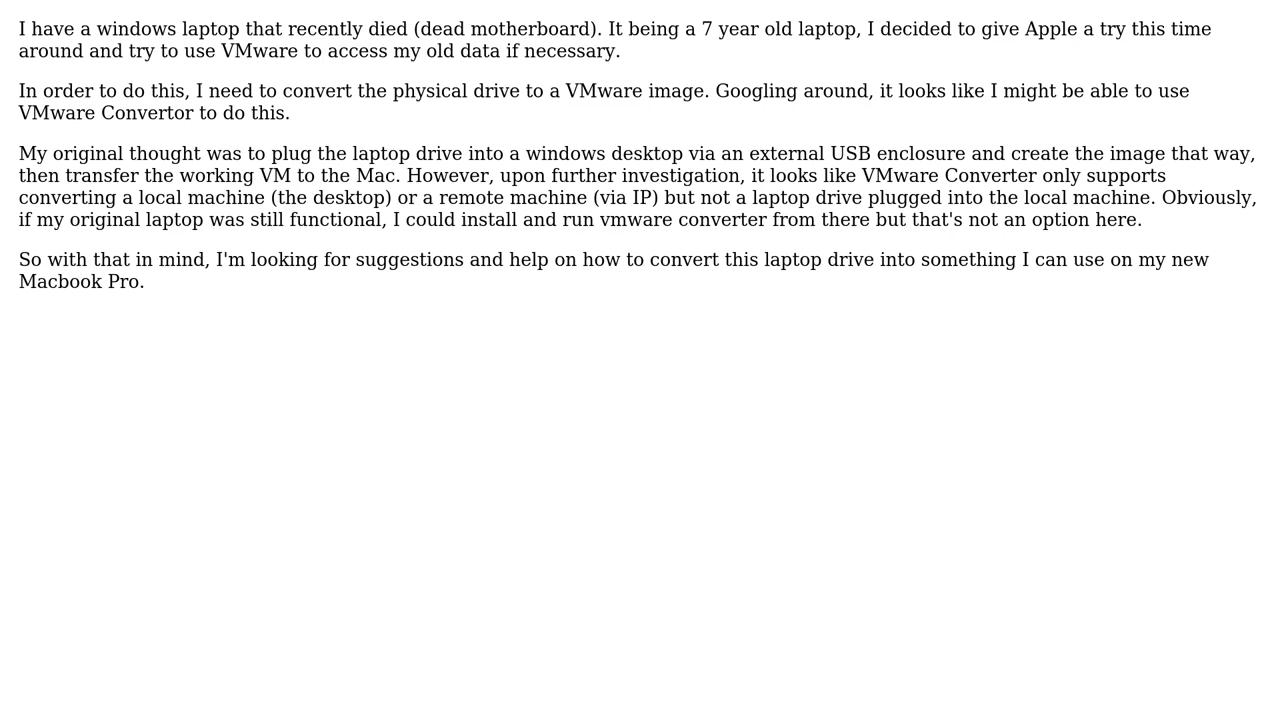 I have a windows laptop that recently died (dead motherboard). It being a 7 year old laptop, I decided to give Apple a try this time
around and try to use VMware to access my old data if necessary.
In order to do this, I need to convert the physical drive to a VMware image. Googling around, it looks like I might be able to use
VMware Convertor to do this.
My original thought was to plug the laptop drive into a windows desktop via an external USB enclosure and create the image that way,
then transfer the working VM to the Mac. However, upon further investigation, it looks like VMware Converter only supports
converting a local machine (the desktop) or a remote machine (via IP) but not a laptop drive plugged into the local machine. Obviously,
if my original laptop was still functional, I could install and run vmware converter from there but that's not an option here.
So with that in mind, I'm looking for suggestions and help on how to convert this laptop drive into something I can use on my new
Macbook Pro.